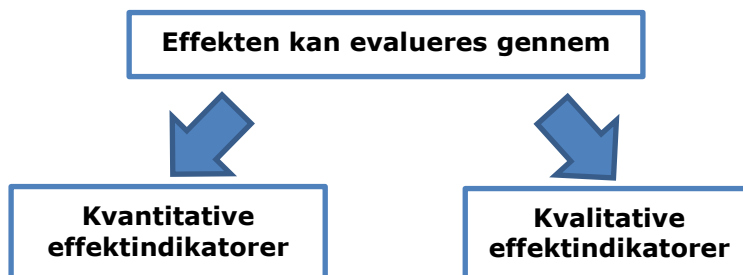 Effekten kan evalueres gennem
Kvantitative
effektindikatorer
Kvalitative
effektindikatorer